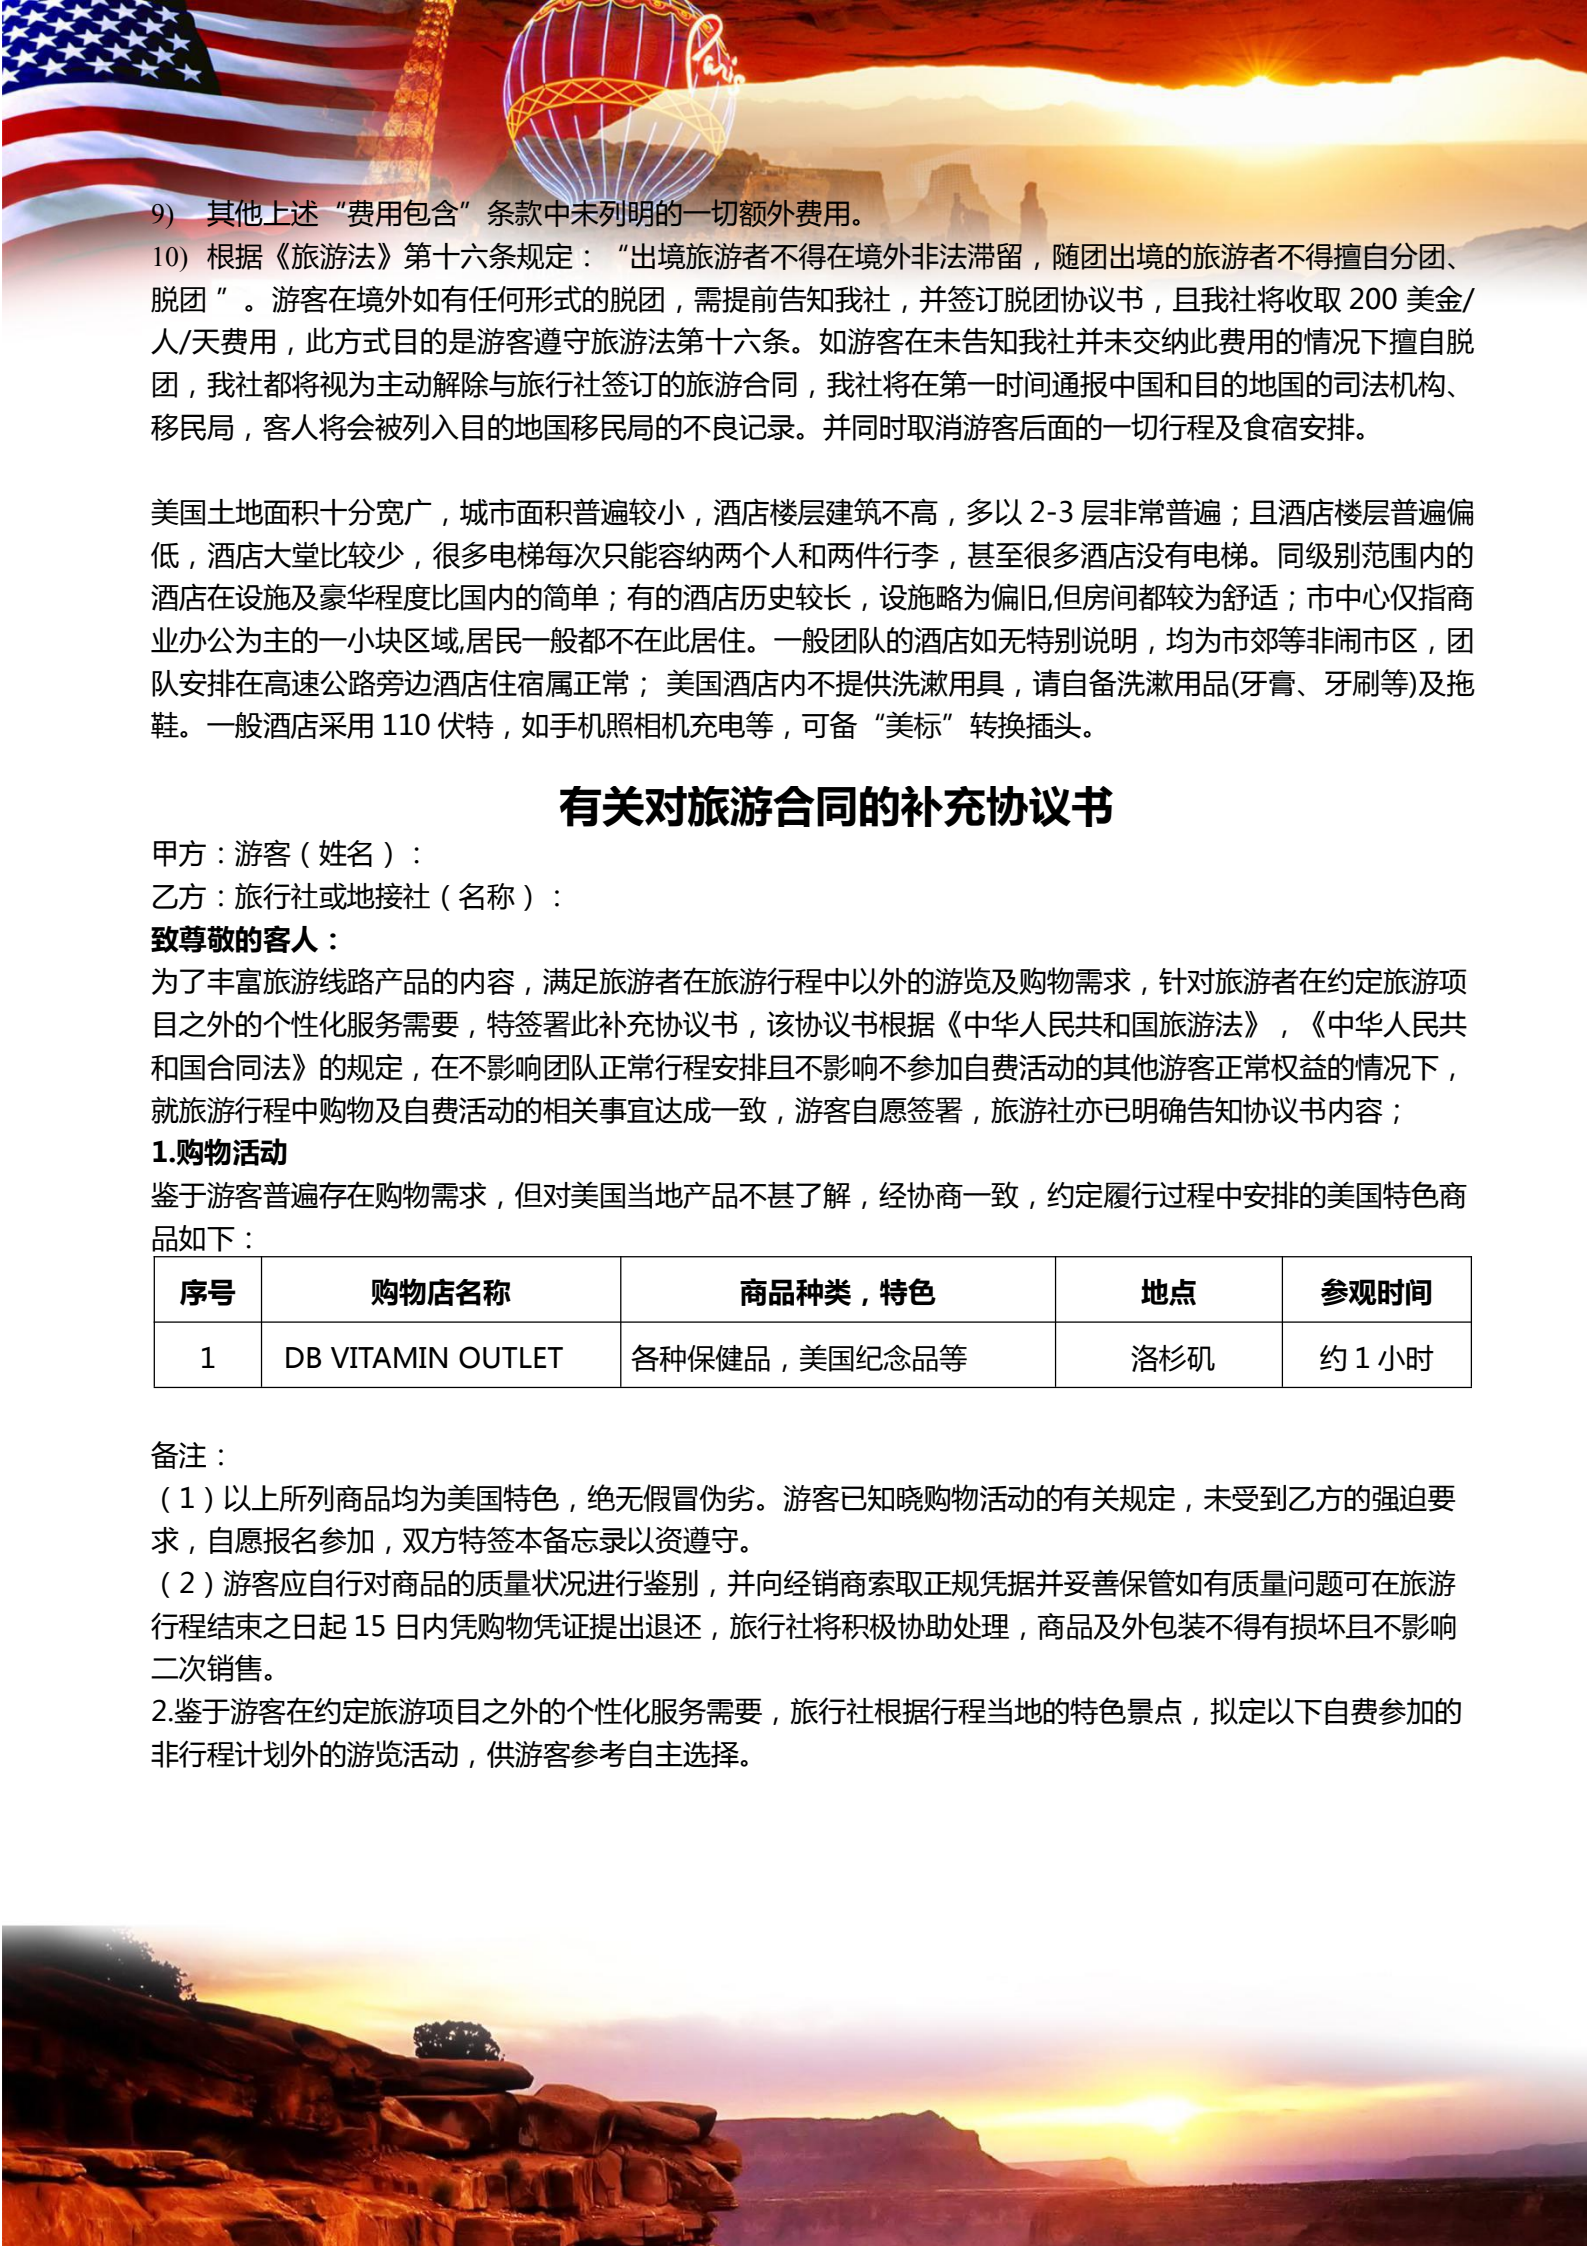 Paris
9) 其他上述“费用包含”条款中未列明的一切额外费用。
10) 根据《旅游法》第十六条规定：“出境旅游者不得在境外非法滞留，随团出境的旅游者不得擅自分团、
脱团 ”。游客在境外如有任何形式的脱团，需提前告知我社，并签订脱团协议书，且我社将收取 200 美金/
人/天费用，此方式目的是游客遵守旅游法第十六条。如游客在未告知我社并未交纳此费用的情况下擅自脱
团，我社都将视为主动解除与旅行社签订的旅游合同，我社将在第一时间通报中国和目的地国的司法机构、
移民局，客人将会被列入目的地国移民局的不良记录。并同时取消游客后面的一切行程及食宿安排。
美国土地面积十分宽广，城市面积普遍较小，酒店楼层建筑不高，多以 2-3 层非常普遍；且酒店楼层普遍偏
低，酒店大堂比较少，很多电梯每次只能容纳两个人和两件行李，甚至很多酒店没有电梯。同级别范围内的
酒店在设施及豪华程度比国内的简单；有的酒店历史较长，设施略为偏旧,但房间都较为舒适；市中心仅指商
业办公为主的一小块区域,居民一般都不在此居住。一般团队的酒店如无特别说明，均为市郊等非闹市区，团
队安排在高速公路旁边酒店住宿属正常； 美国酒店内不提供洗漱用具，请自备洗漱用品(牙膏、牙刷等)及拖
鞋。一般酒店采用 110 伏特，如手机照相机充电等，可备“美标”转换插头。
有关对旅游合同的补充协议书
甲方：游客（姓名）：
乙方：旅行社或地接社（名称）：
致尊敬的客人：
为了丰富旅游线路产品的内容，满足旅游者在旅游行程中以外的游览及购物需求，针对旅游者在约定旅游项
目之外的个性化服务需要，特签署此补充协议书，该协议书根据《中华人民共和国旅游法》，《中华人民共
和国合同法》的规定，在不影响团队正常行程安排且不影响不参加自费活动的其他游客正常权益的情况下，
就旅游行程中购物及自费活动的相关事宜达成一致，游客自愿签署，旅游社亦已明确告知协议书内容；
1.购物活动
鉴于游客普遍存在购物需求，但对美国当地产品不甚了解，经协商一致，约定履行过程中安排的美国特色商
品如下：
序号 购物店名称 商品种类，特色 地点 参观时间
1 DB VITAMIN OUTLET 各种保健品，美国纪念品等 洛杉矶 约 1 小时
备注：
（1）以上所列商品均为美国特色，绝无假冒伪劣。游客已知晓购物活动的有关规定，未受到乙方的强迫要
求，自愿报名参加，双方特签本备忘录以资遵守。
（2）游客应自行对商品的质量状况进行鉴别，并向经销商索取正规凭据并妥善保管如有质量问题可在旅游
行程结束之日起 15 日内凭购物凭证提出退还，旅行社将积极协助处理，商品及外包装不得有损坏且不影响
二次销售。
2.鉴于游客在约定旅游项目之外的个性化服务需要，旅行社根据行程当地的特色景点，拟定以下自费参加的
非行程计划外的游览活动，供游客参考自主选择。